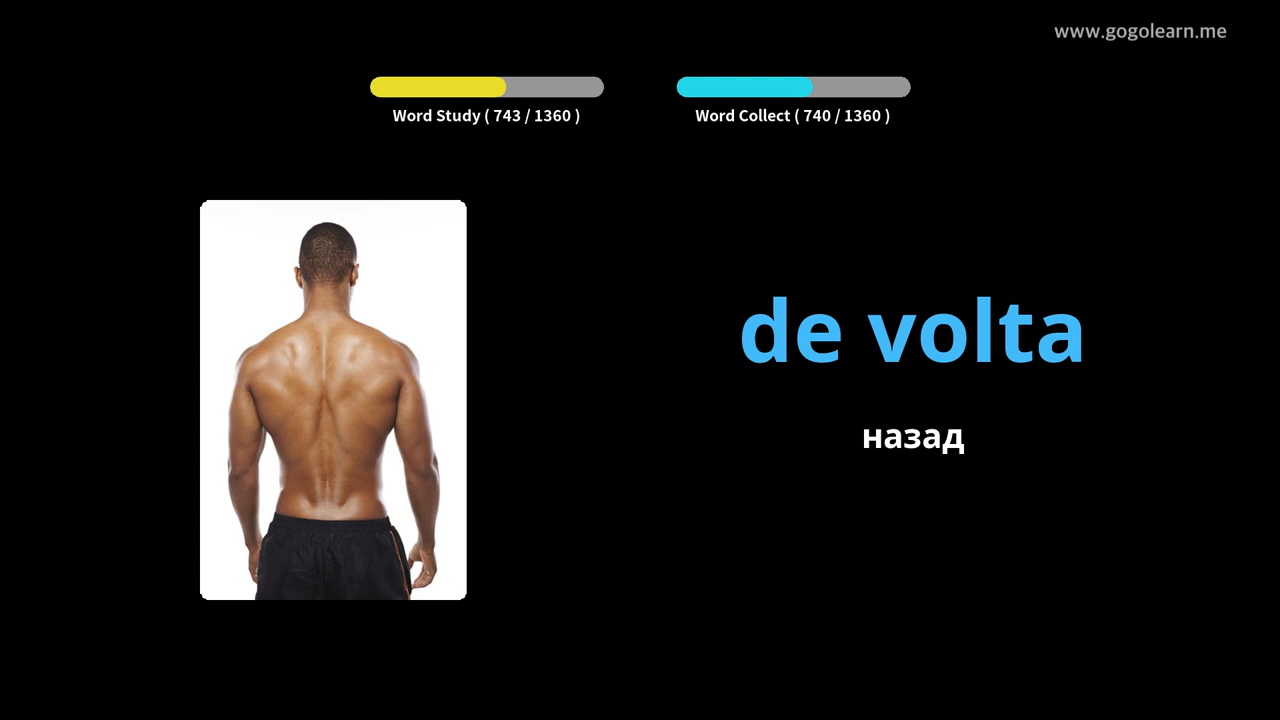 www.gogolearn.me
Word Study ( 743 / 1360 )
Word Collect ( 740 / 1360 )
de volta
назад